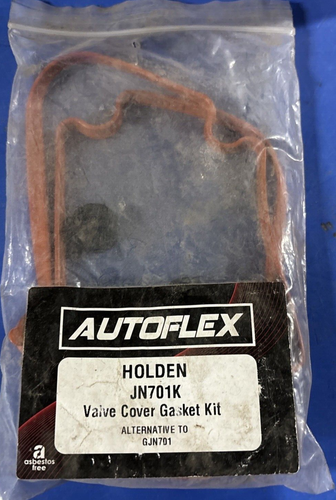 AUTOFLEX
HOLDEN
JN701K
Valve Cover Gasket Kit
ALTERNATIVE TO
GJN701
a
asbestos
free